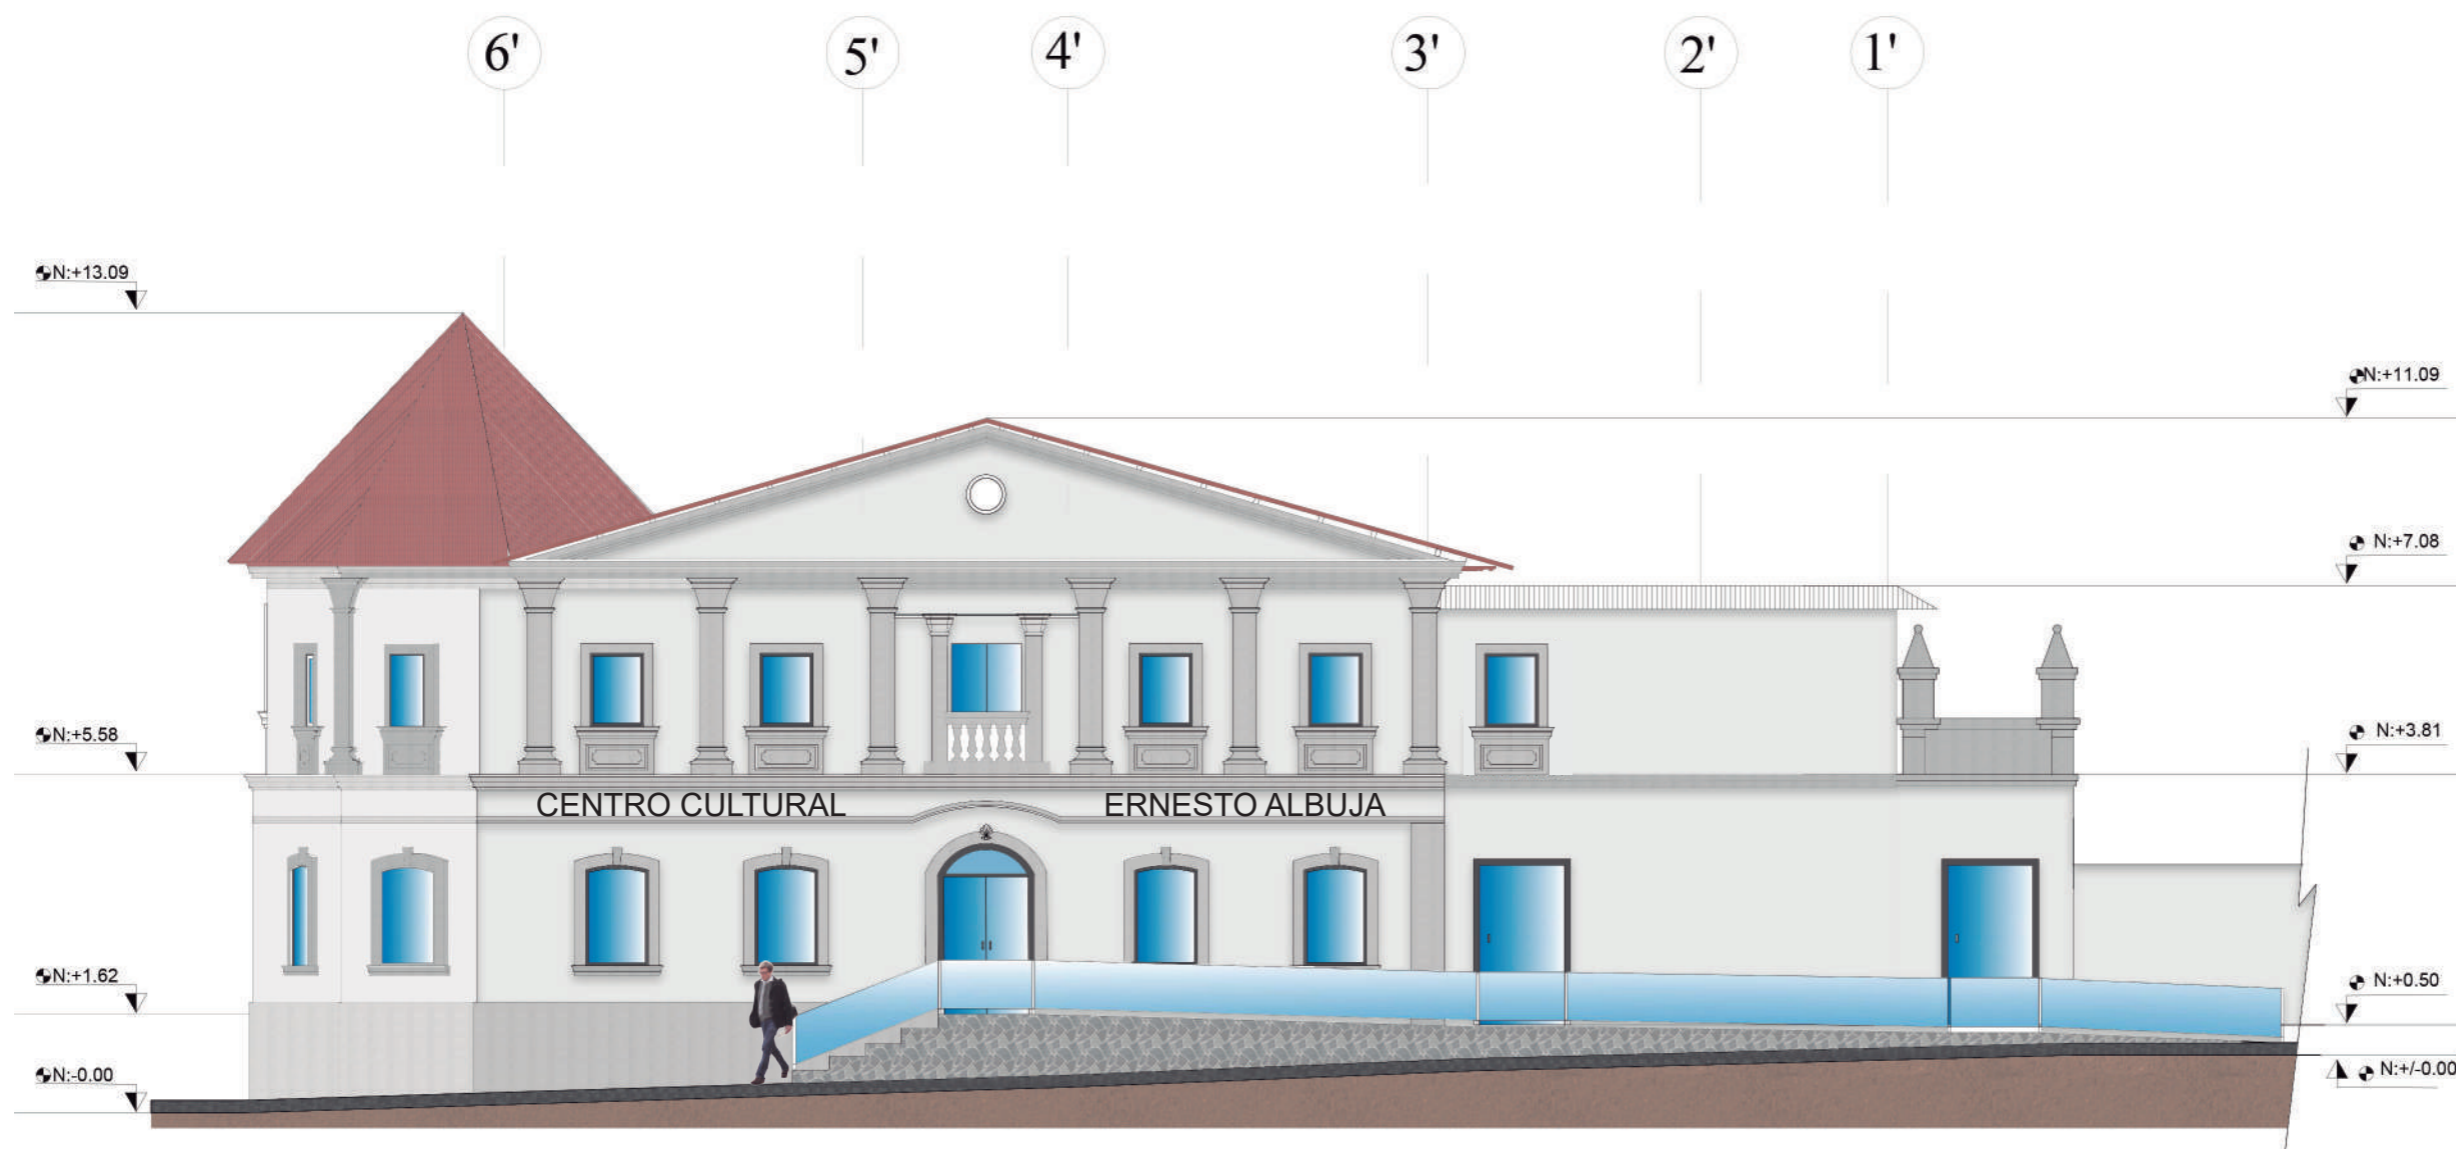 6' 5' 4' 3' 2' 1'
N:+13.09
N:+11.09
N:+7.08
N:+5.58
N:+3.81
CENTRO CULTURAL ERNESTO ALBUJA
N:+1.62
N:+0.50
N:-0.00
N:+/-0.00